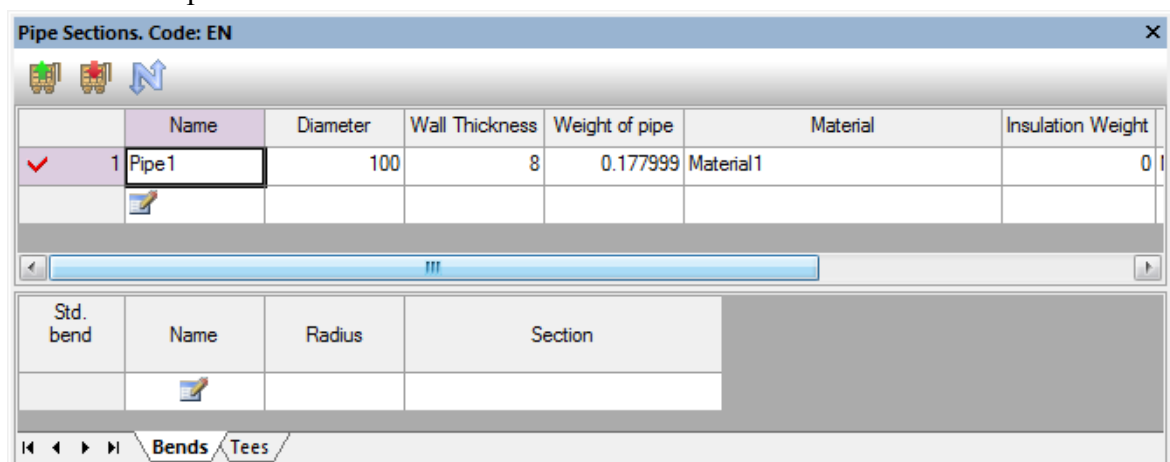 Pipe Sections. Code: EN
Name Diameter Wall Thickness Weight of pipe Material Insulation Weight
1 Pipe1 100 8 0.177999 Material1 0
Std. bend Name Radius Section
Bends Tees